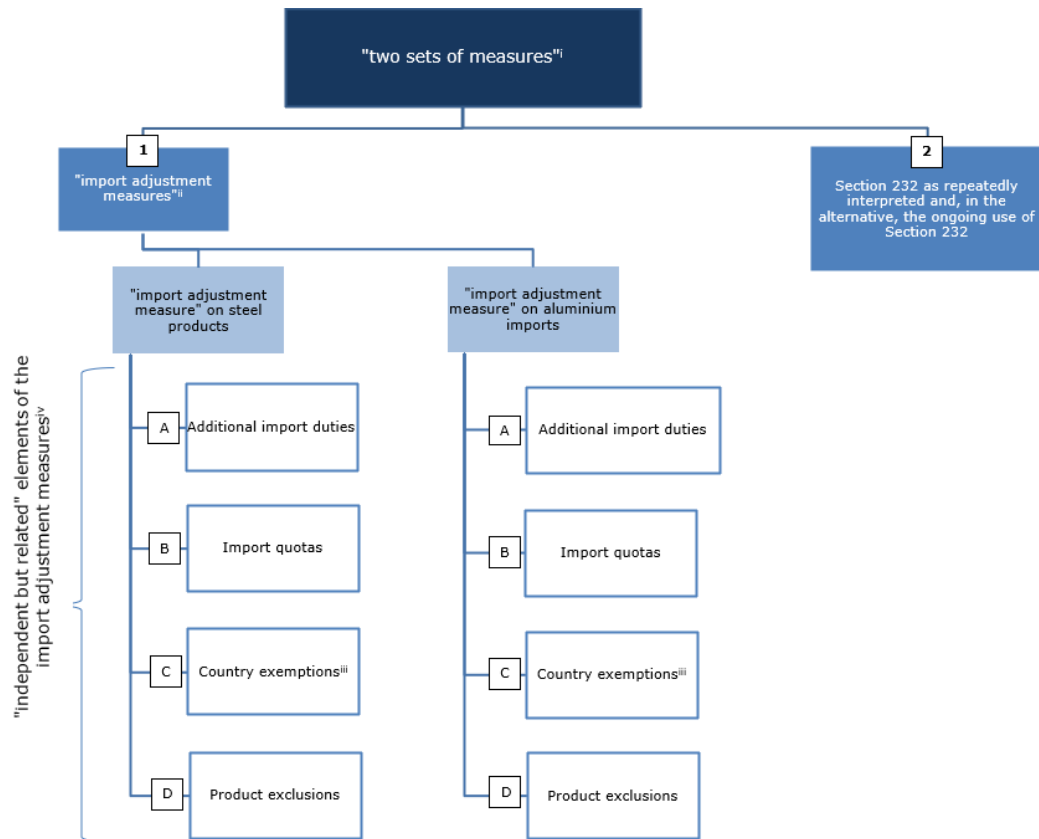 "two sets of measures"ⁱ
1
"import adjustment
measures"ⁱⁱ
2
Section 232 as repeatedly
interpreted and, in the
alternative, the ongoing use of
Section 232
"import adjustment
measure" on steel
products
"import adjustment
measure" on aluminium
imports
"independent but related" elements of the
import adjustment measuresⁱᵛ
A
Additional import duties
B
Import quotas
C
Country exemptionsⁱⁱⁱ
D
Product exclusions
A
Additional import duties
B
Import quotas
C
Country exemptionsⁱⁱⁱ
D
Product exclusions